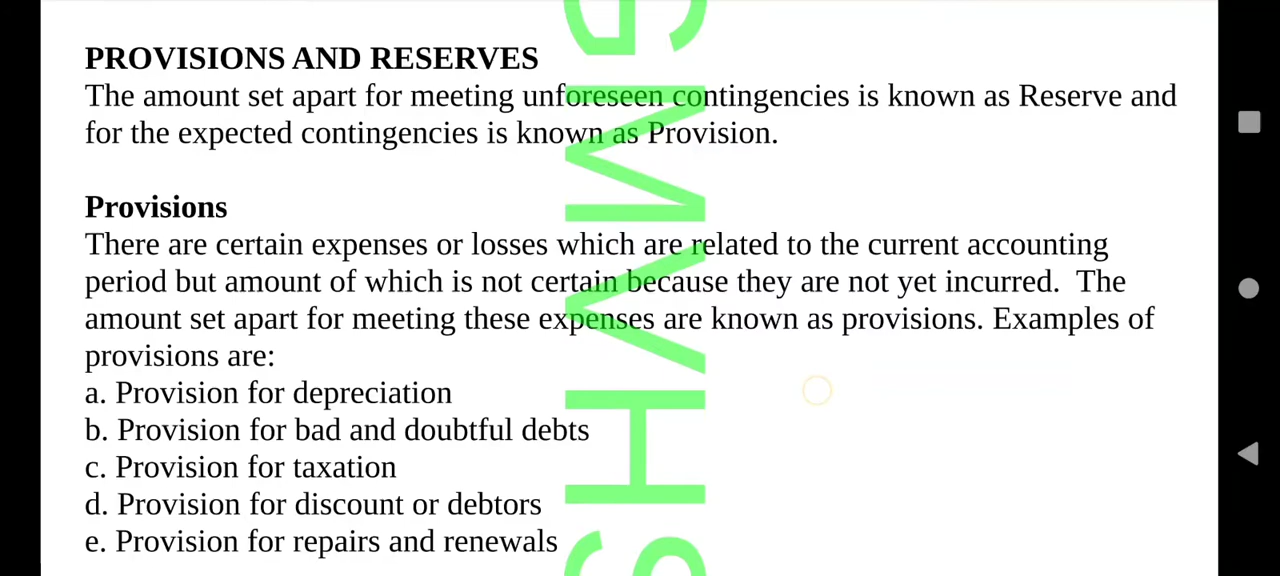 PROVISIONS AND RESERVES
The amount set apart for meeting unforeseen contingencies is known as Reserve and
for the expected contingencies is known as Provision.
Provisions
There are certain expenses or losses which are related to the current accounting
period but amount of which is not certain because they are not yet incurred.  The
amount set apart for meeting these expenses are known as provisions. Examples of
provisions are:
a. Provision for depreciation
b. Provision for bad and doubtful debts
c. Provision for taxation
d. Provision for discount or debtors
e. Provision for repairs and renewals